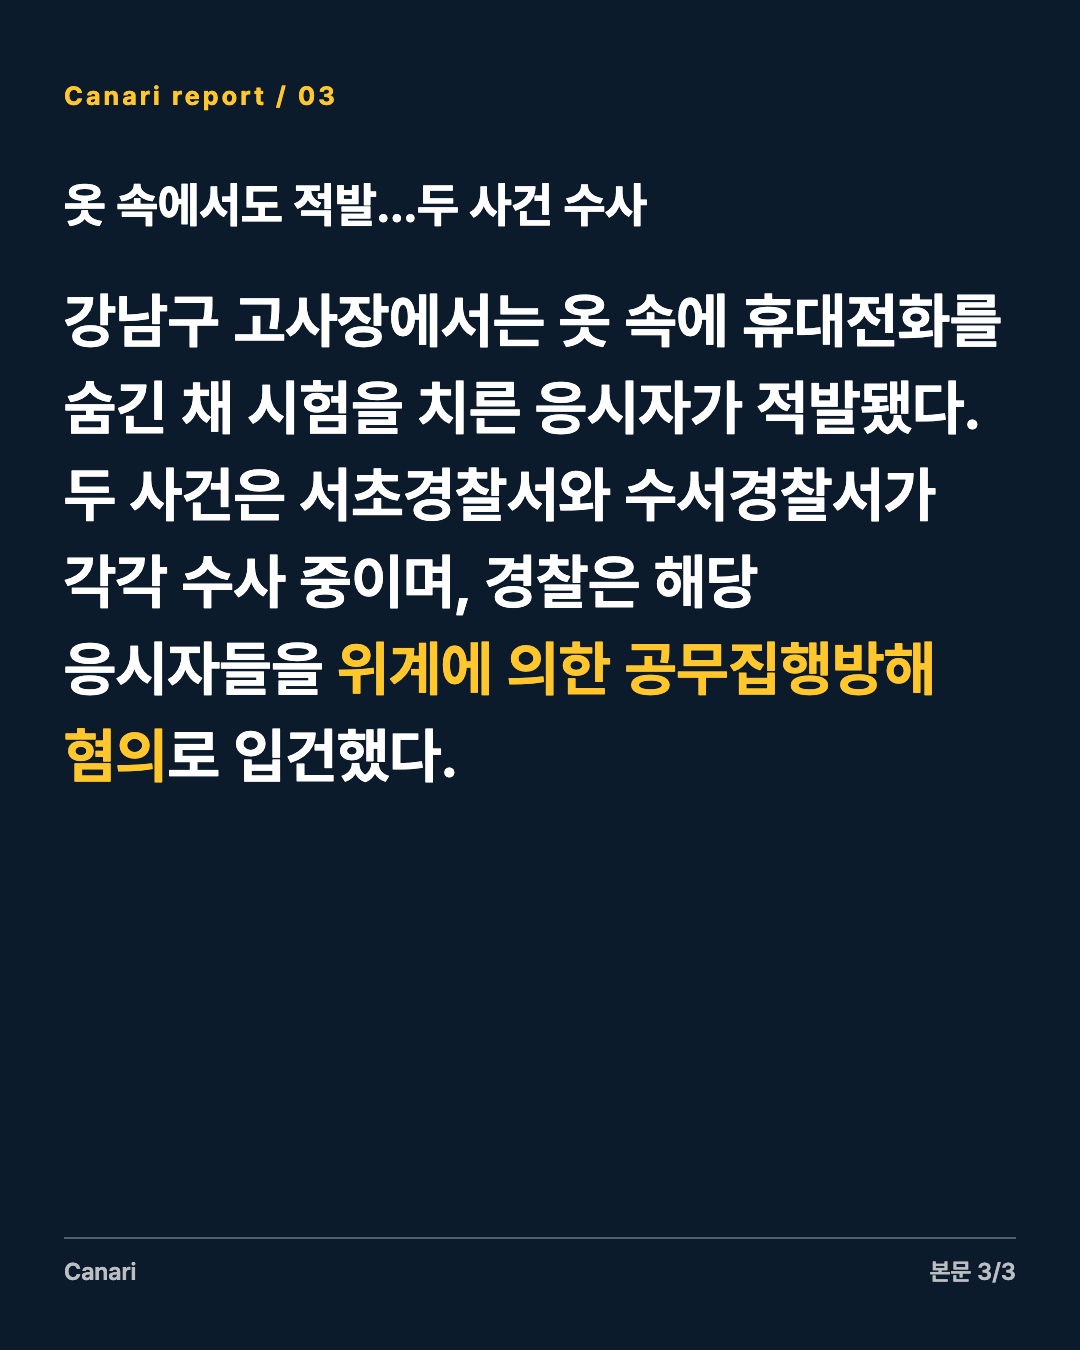 Canari report / 03
옷 속에서도 적발...두 사건 수사
강남구 고사장에서는 옷 속에 휴대전화를
숨긴 채 시험을 치른 응시자가 적발됐다.
두 사건은 서초경찰서와 수서경찰서가
각각 수사 중이며, 경찰은 해당
응시자들을 위계에 의한 공무집행방해
혐의로 입건했다.
Canari
본문 3/3